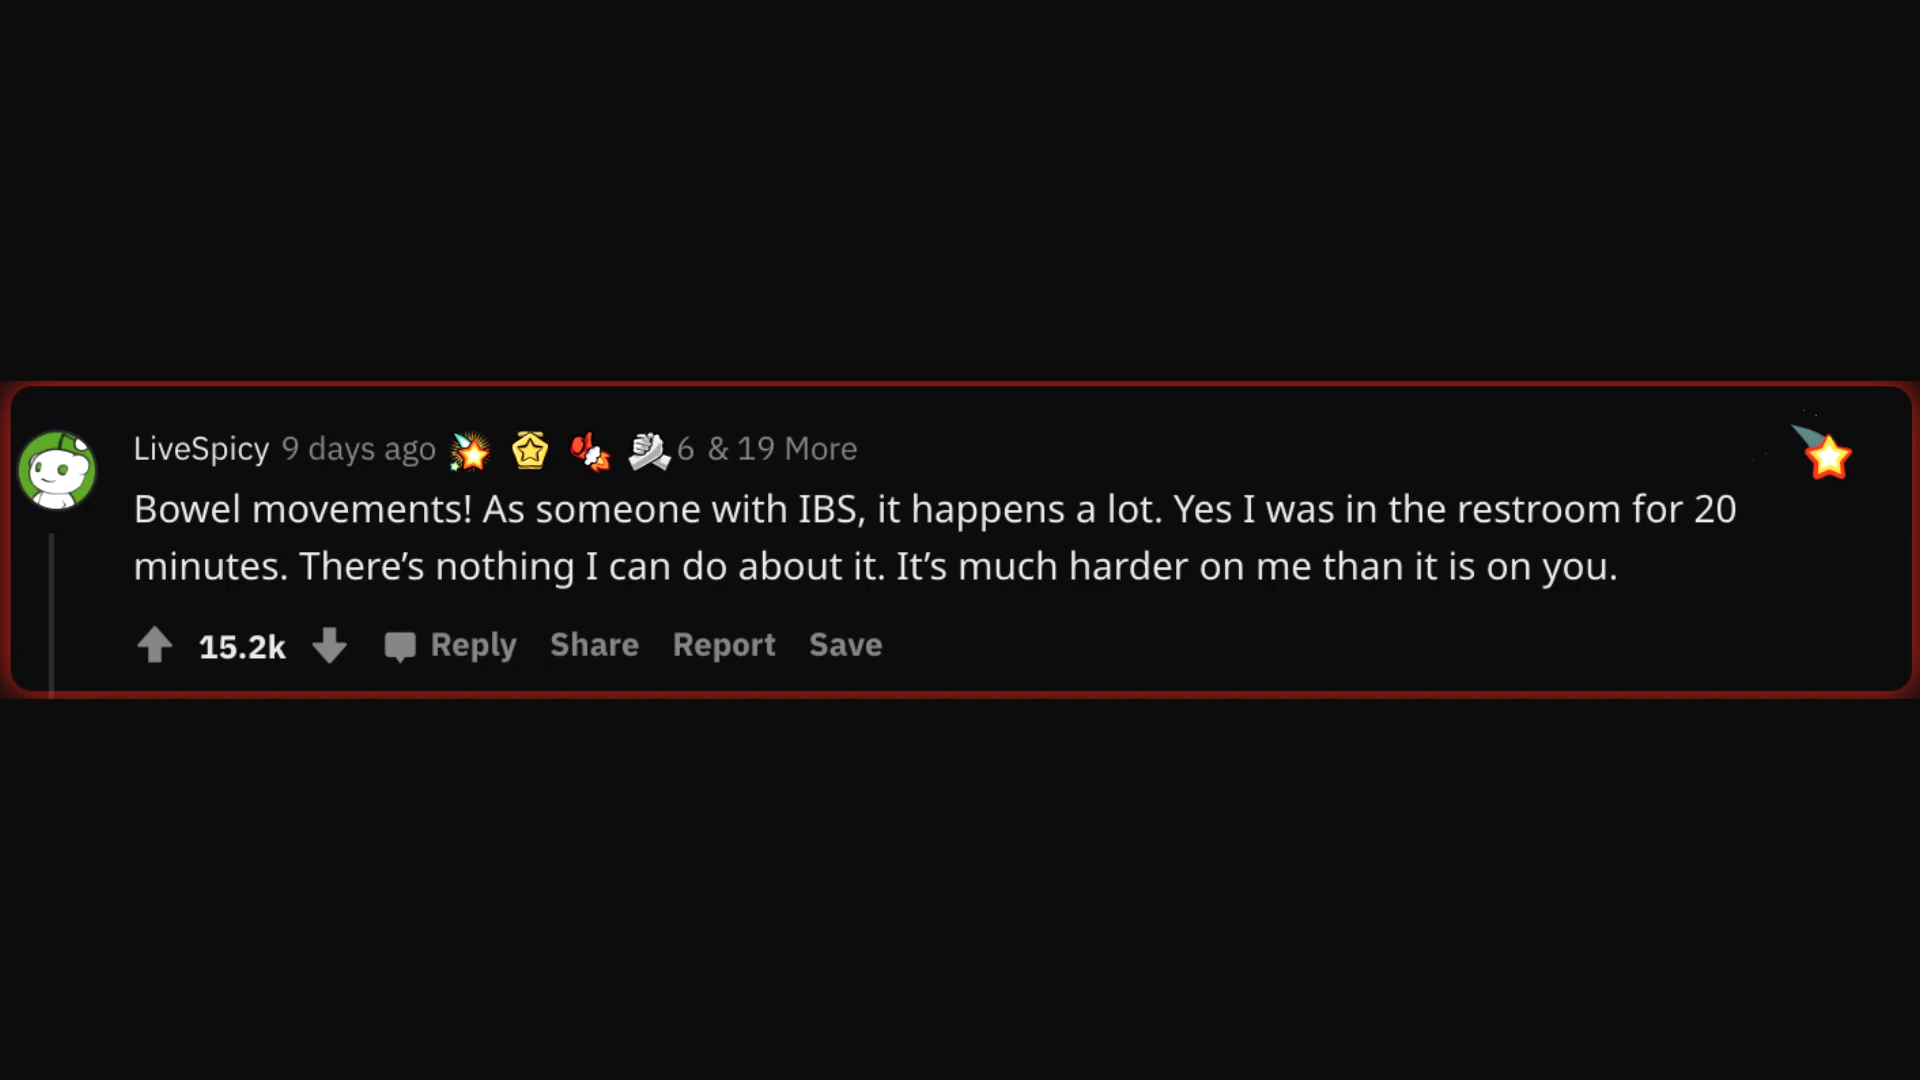 LiveSpicy 9 days ago 6 & 19 More
Bowel movements! As someone with IBS, it happens a lot. Yes I was in the restroom for 20
minutes. There’s nothing I can do about it. It’s much harder on me than it is on you.
15.2k Reply Share Report Save